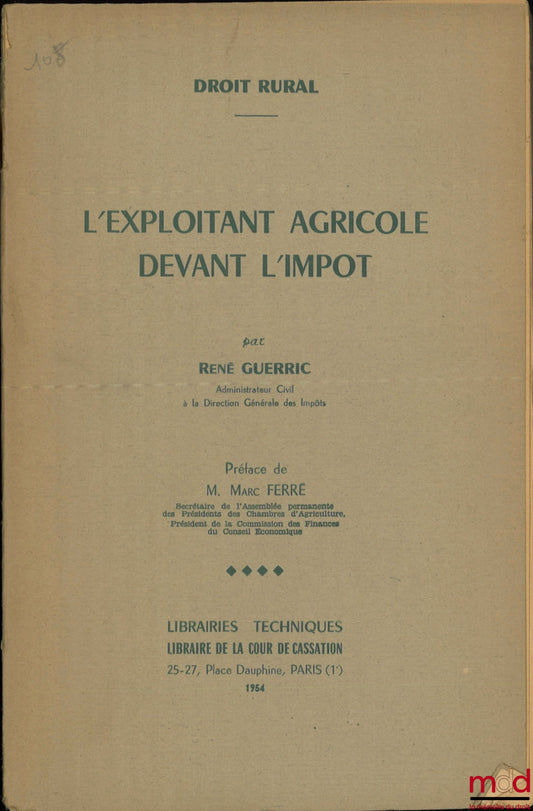 108
DROIT RURAL
L'EXPLOITANT AGRICOLE
DEVANT L'IMPOT
par
RENÉ GUERRIC
Administrateur Civil
à la Direction Générale des Impôts
Préface de
M. MARC FERRÉ
Secrétaire de l'Assemblée permanente
des Présidents des Chambres d'Agriculture,
Président de la Commission des Finances
du Conseil Economique
LIBRAIRIES TECHNIQUES
LIBRAIRE DE LA COUR DE CASSATION
25-27, Place Dauphine, PARIS (1ᵉ)
1954
mdd